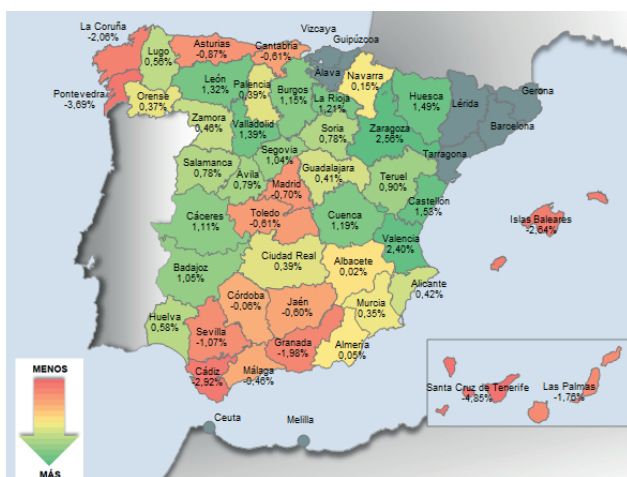 La Coruña
-2,06%
Lugo
0,56%
Asturias
-0,87%
Cantabria
-0,61%
Vizcaya
Guipúzcoa
Alava
Navarra
0,15%
Pontevedra
-3,69%
Orense
0,37%
León
1,32%
Palencia
0,39%
Burgos
1,15%
La Rioja
1,21%
Huesca
1,49%
Lérida
Gerona
Barcelona
Tarragona
Zamora
0,46%
Valladolid
1,39%
Soria
0,78%
Zaragoza
2,56%
Segovia
1,04%
Salamanca
0,78%
Ávila
0,79%
Guadalajara
0,41%
Madrid
-0,70%
Teruel
0,90%
Castellón
1,53%
Cáceres
1,11%
Toledo
-0,61%
Cuenca
1,19%
Valencia
2,40%
Islas Baleares
-2,64%
Badajoz
1,05%
Ciudad Real
0,39%
Albacete
0,02%
Alicante
0,42%
Huelva
0,58%
Córdoba
-0,06%
Jaén
-0,60%
Murcia
0,35%
Sevilla
-1,07%
Granada
-1,98%
Almería
0,05%
Cádiz
-2,92%
Málaga
-0,46%
MENOS
MÁS
Ceuta
Melilla
Santa Cruz de Tenerife
-4,85%
Las Palmas
-1,76%